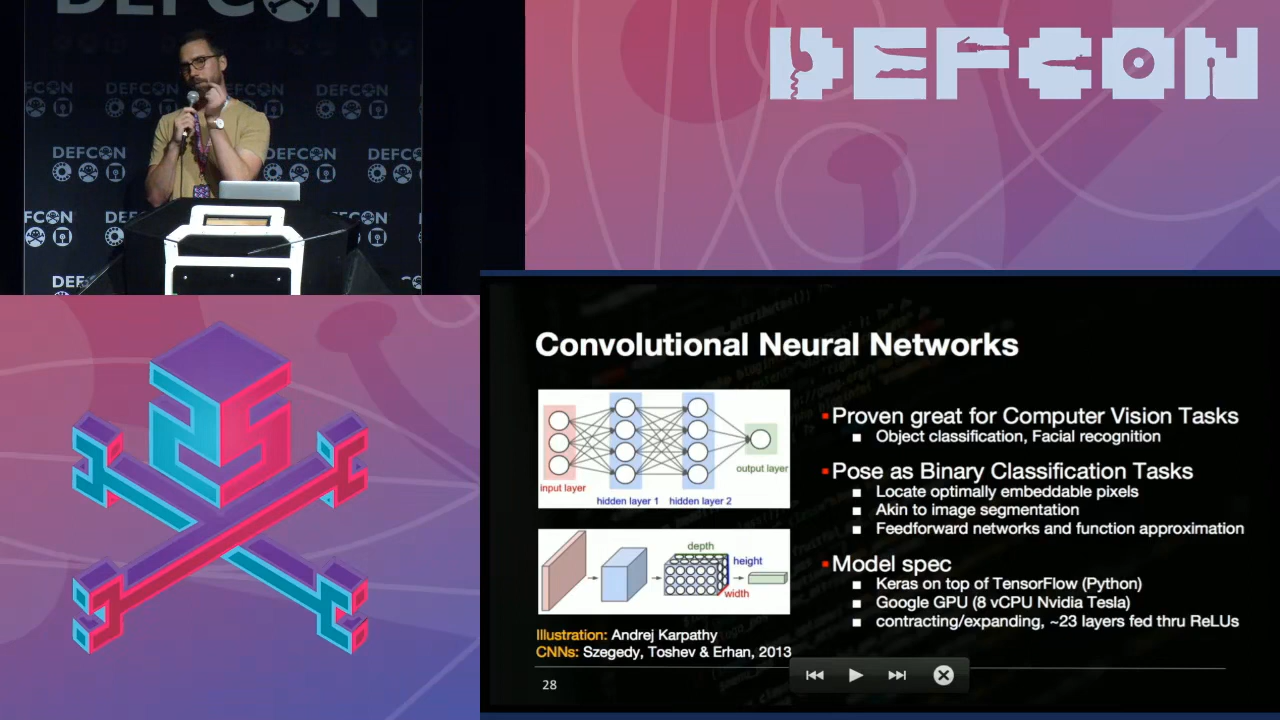 DEFCON
DEFCON
DEFCON
DEFCON
DEFCON
DEFCON
DEFCON
DEFCON
DEFCON
Convolutional Neural Networks
input layer
hidden layer 1
hidden layer 2
output layer
depth
height
width
Illustration: Andrej Karpathy
CNNs: Szegedy, Toshev & Erhan, 2013
Proven great for Computer Vision Tasks
Object classification, Facial recognition
Pose as Binary Classification Tasks
Locate optimally embeddable pixels
Akin to image segmentation
Feedforward networks and function approximation
Model spec
Keras on top of TensorFlow (Python)
Google GPU (8 vCPU Nvidia Tesla)
contracting/expanding, ~23 layers fed thru ReLUs
28